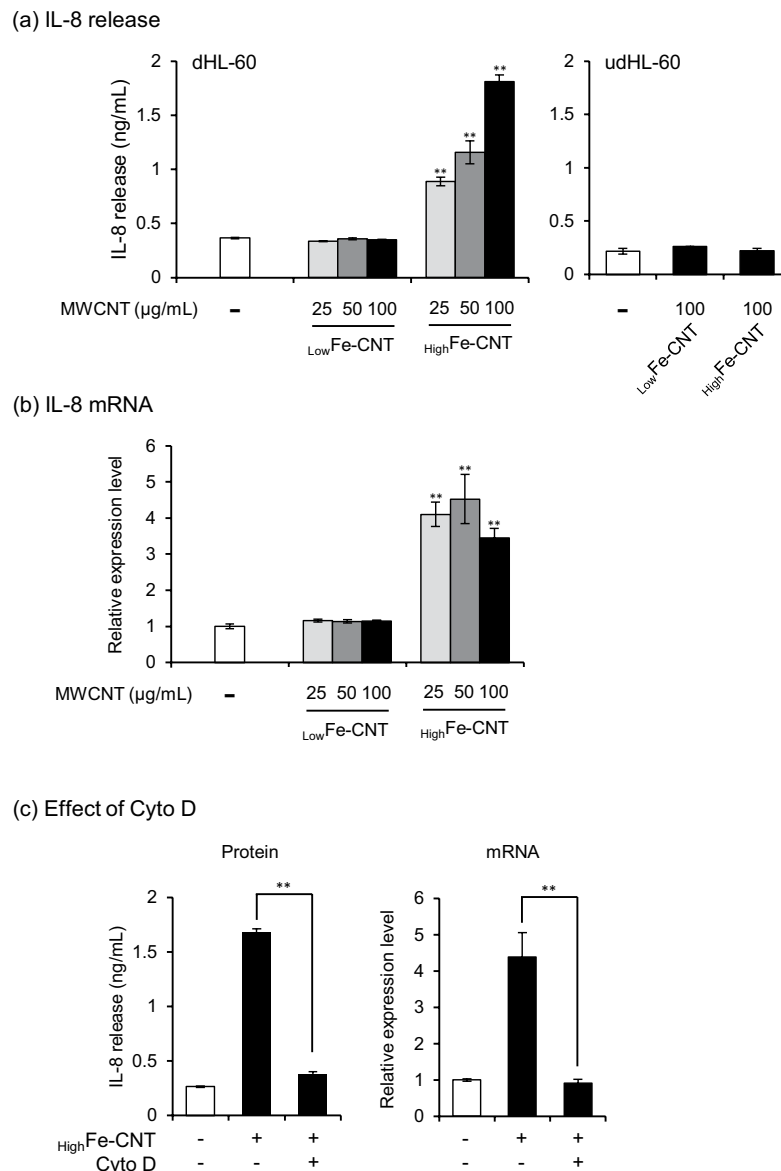 (a) IL-8 release
dHL-60
udHL-60
IL-8 release (ng/mL)
2
1.5
1
0.5
0
**
**
**
2
1.5
1
0.5
0
MWCNT (µg/mL)
-
25 50 100
25 50 100
LowFe-CNT
HighFe-CNT
-
100
100
LowFe-CNT
HighFe-CNT
(b) IL-8 mRNA
Relative expression level
6
5
4
3
2
1
0
**
**
**
MWCNT (µg/mL)
-
25 50 100
25 50 100
LowFe-CNT
HighFe-CNT
(c) Effect of Cyto D
Protein
IL-8 release (ng/mL)
2
1.5
1
0.5
0
**
mRNA
Relative expression level
6
5
4
3
2
1
0
**
HighFe-CNT - + + - + +
Cyto D - - + - - +